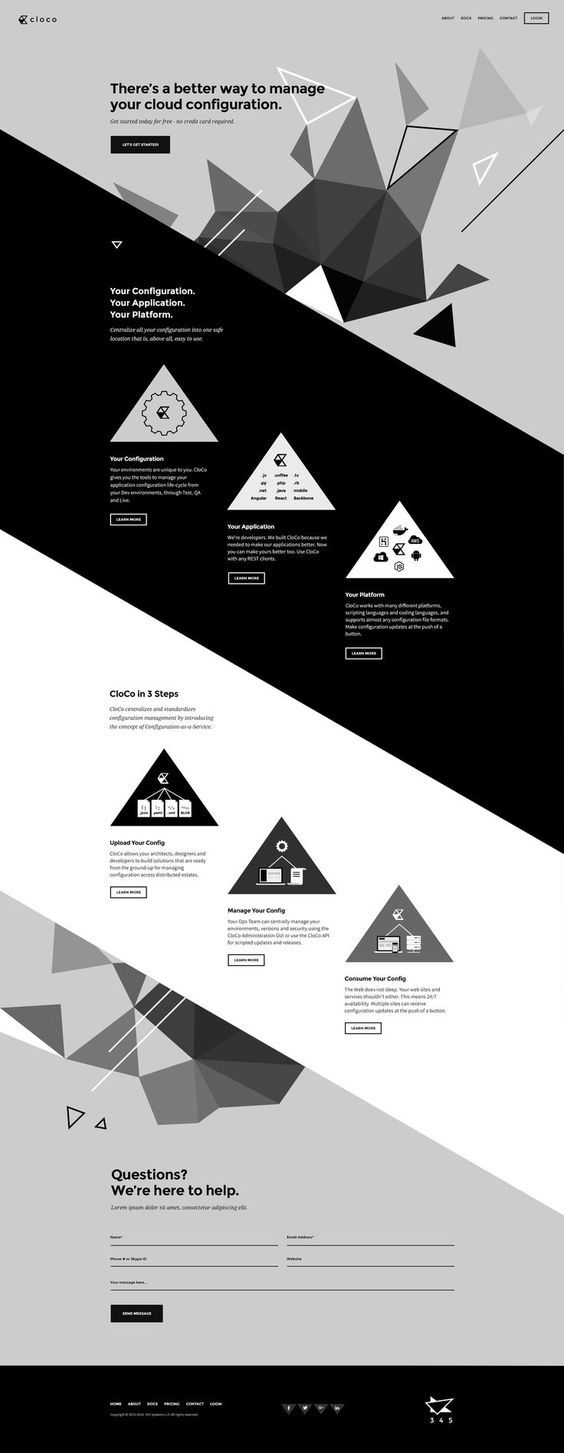 cloco
ABOUT DOCS PRICING CONTACT LOGIN
There's a better way to manage
your cloud configuration.
Get started today for free - no credit card required.
LET'S GET STARTED!
Your Configuration.
Your Application.
Your Platform.
Centralize all your configuration into one safe
location that is, above all, easy to use.
Your Configuration
Your environments are unique to you. CloCo
gives you the tools to manage your
application configuration life-cycle from
your Dev environments, through Test, QA
and Live.
LEARN MORE
.js .coffee .ts
.py .php .rb
.net .java mobile
Angular React Backbone
Your Application
We're developers. We built CloCo because we
needed to make our applications better. Now
you can make yours better too. Use CloCo
with any REST clients.
LEARN MORE
AWS
JS
Your Platform
CloCo works with many different platforms,
scripting languages and coding languages, and
supports almost any configuration file formats.
Make configuration updates at the push of a
button.
LEARN MORE
CloCo in 3 Steps
CloCo centralizes and standardizes
configuration management by introducing
the concept of Configuration-as-a-Service.
.json .yaml .xml BLOB
Upload Your Config
CloCo allows your architects, designers and
developers to build solutions that are ready
from the ground-up for managing
configuration across distributed estates.
LEARN MORE
Manage Your Config
Your Ops Team can centrally manage your
environments, versions and security using the
CloCo Administration GUI or use the CloCo API
for scripted updates and releases.
LEARN MORE
Consume Your Config
The Web does not sleep. Your web sites and
services shouldn't either. This means 24/7
availability. Multiple sites can receive
configuration updates at the push of a button.
LEARN MORE
Questions?
We're here to help.
Lorem ipsum dolor sit amet, consectetur adipiscing elit.
Name* Email Address*
Phone # or Skype ID Website
Your message here...
SEND MESSAGE
HOME ABOUT DOCS PRICING CONTACT LOGIN
345